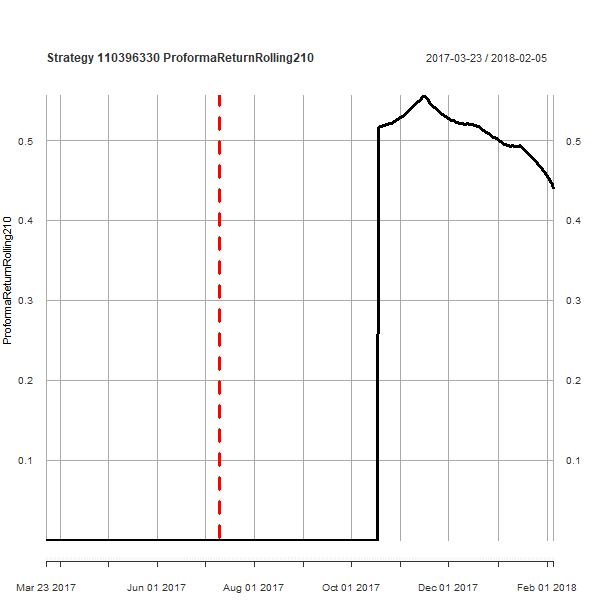 Strategy 110396330 ProformaReturnRolling210
2017-03-23 / 2018-02-05
ProformaReturnRolling210
0.5
0.4
0.3
0.2
0.1
0.5
0.4
0.3
0.2
0.1
Mar 23 2017 Jun 01 2017 Aug 01 2017 Oct 01 2017 Dec 01 2017 Feb 01 2018